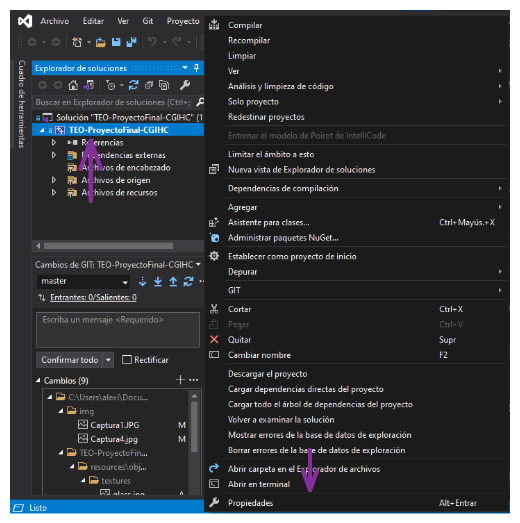 Archivo Editar Ver Git Proyecto
Explorador de soluciones
Buscar en Explorador de soluciones (Ctrl+;
Solución "TEO-ProyectoFinal-CGIHC" (1
TEO-ProyectoFinal-CGIHC
Referencias
Dependencias externas
Archivos de encabezado
Archivos de origen
Archivos de recursos
Cuadro de herramientas
Cambios de GIT: TEO-ProyectoFinal-CGIHC
master
Entrantes: 0/Salientes: 0
Escriba un mensaje <Requerido>
Confirmar todo Rectificar
Cambios (9)
C:\Users\alexi\Docu...
img
Captura1.JPG M
Captura4.jpg M
TEO-ProyectoFin...
resources\obj...
textures
glass.jpg A
Listo
Compilar
Recompilar
Limpiar
Ver
Análisis y limpieza de código
Solo proyecto
Redestinar proyectos
Entrenar el modelo de Poirot de IntelliCode
Limitar el ámbito a esto
Nueva vista de Explorador de soluciones
Dependencias de compilación
Agregar
Asistente para clases... Ctrl+Mayús.+X
Administrar paquetes NuGet...
Establecer como proyecto de inicio
Depurar
GIT
Cortar Ctrl+X
Pegar Ctrl+V
Quitar Supr
Cambiar nombre F2
Descargar el proyecto
Cargar dependencias directas del proyecto
Cargar todo el árbol de dependencias del proyecto
Volver a examinar la solución
Mostrar errores de la base de datos de exploración
Borrar errores de la base de datos de exploración
Abrir carpeta en el Explorador de archivos
Abrir en terminal
Propiedades Alt+Entrar